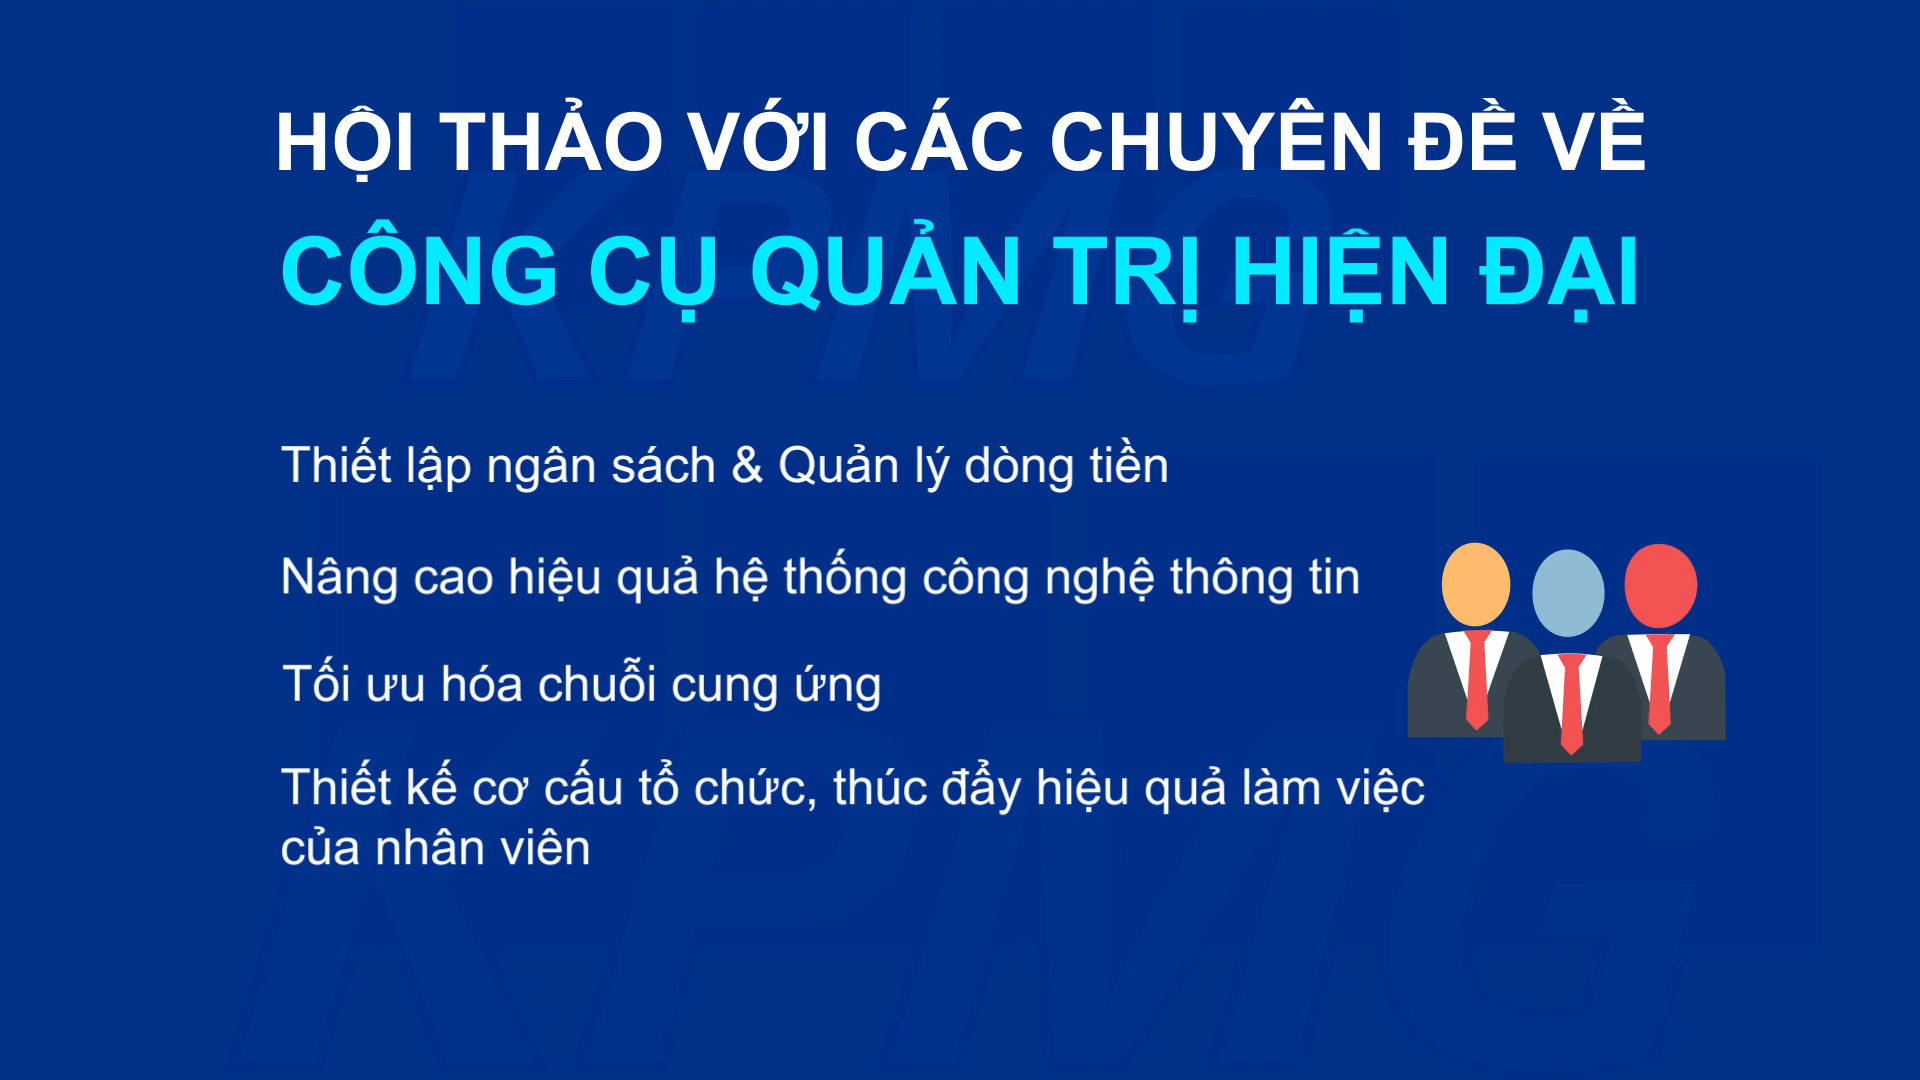 HỘI THẢO VỚI CÁC CHUYÊN ĐỀ VỀ
CÔNG CỤ QUẢN TRỊ HIỆN ĐẠI
KPMG
Thiết lập ngân sách & Quản lý dòng tiền
Nâng cao hiệu quả hệ thống công nghệ thông tin
Tối ưu hóa chuỗi cung ứng
Thiết kế cơ cấu tổ chức, thúc đẩy hiệu quả làm việc
của nhân viên
KPMG